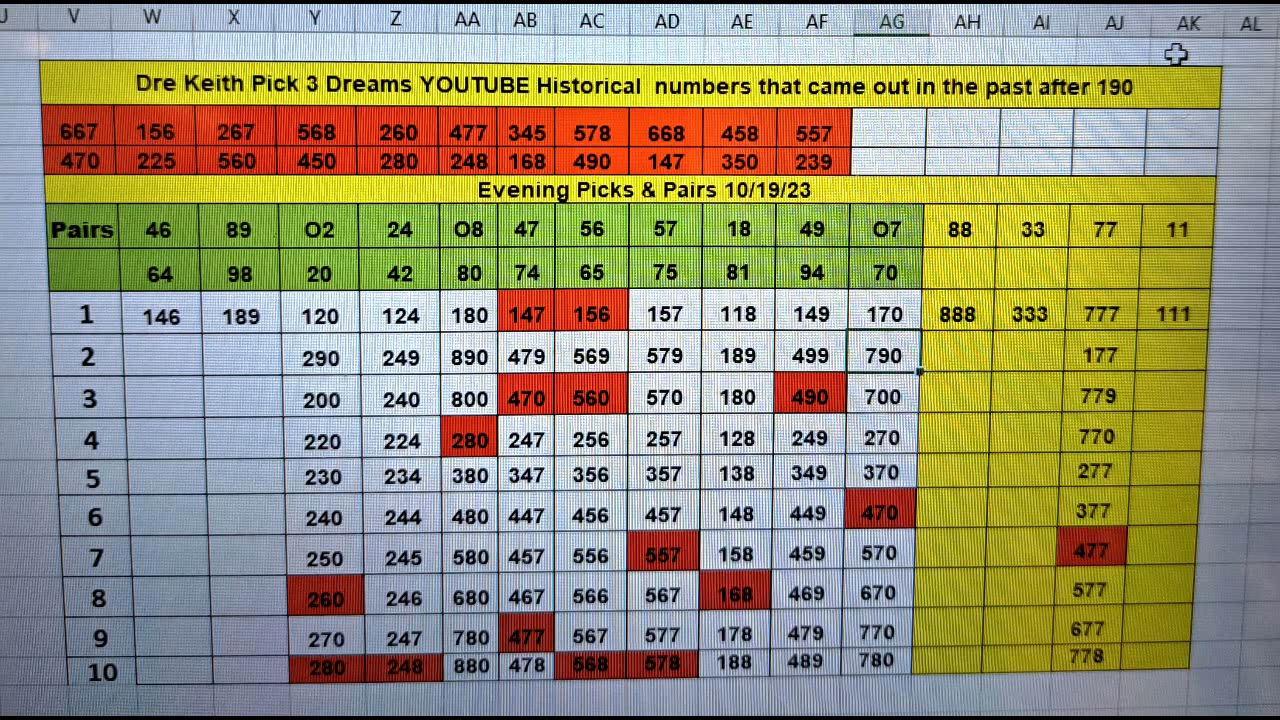 J V W X Y Z AA AB AC AD AE AF AG AH AI AJ AK AL
Dre Keith Pick 3 Dreams YOUTUBE Historical numbers that came out in the past after 190
667 156 267 568 260 477 345 578 668 458 557
470 225 560 450 280 248 168 490 147 350 239
Evening Picks & Pairs 10/19/23
Pairs 46 89 O2 24 O8 47 56 57 18 49 O7 88 33 77 11
64 98 20 42 80 74 65 75 81 94 70
1 146 189 120 124 180 147 156 157 118 149 170 888 333 777 111
2 290 249 890 479 569 579 189 499 790 177
3 200 240 800 470 560 570 180 490 700 779
4 220 224 280 247 256 257 128 249 270 770
5 230 234 380 347 356 357 138 349 370 277
6 240 244 480 447 456 457 148 449 470 377
7 250 245 580 457 556 557 158 459 570 477
8 260 246 680 467 566 567 168 469 670 577
9 270 247 780 477 567 577 178 479 770 677
10 280 248 880 478 568 578 188 489 780 778